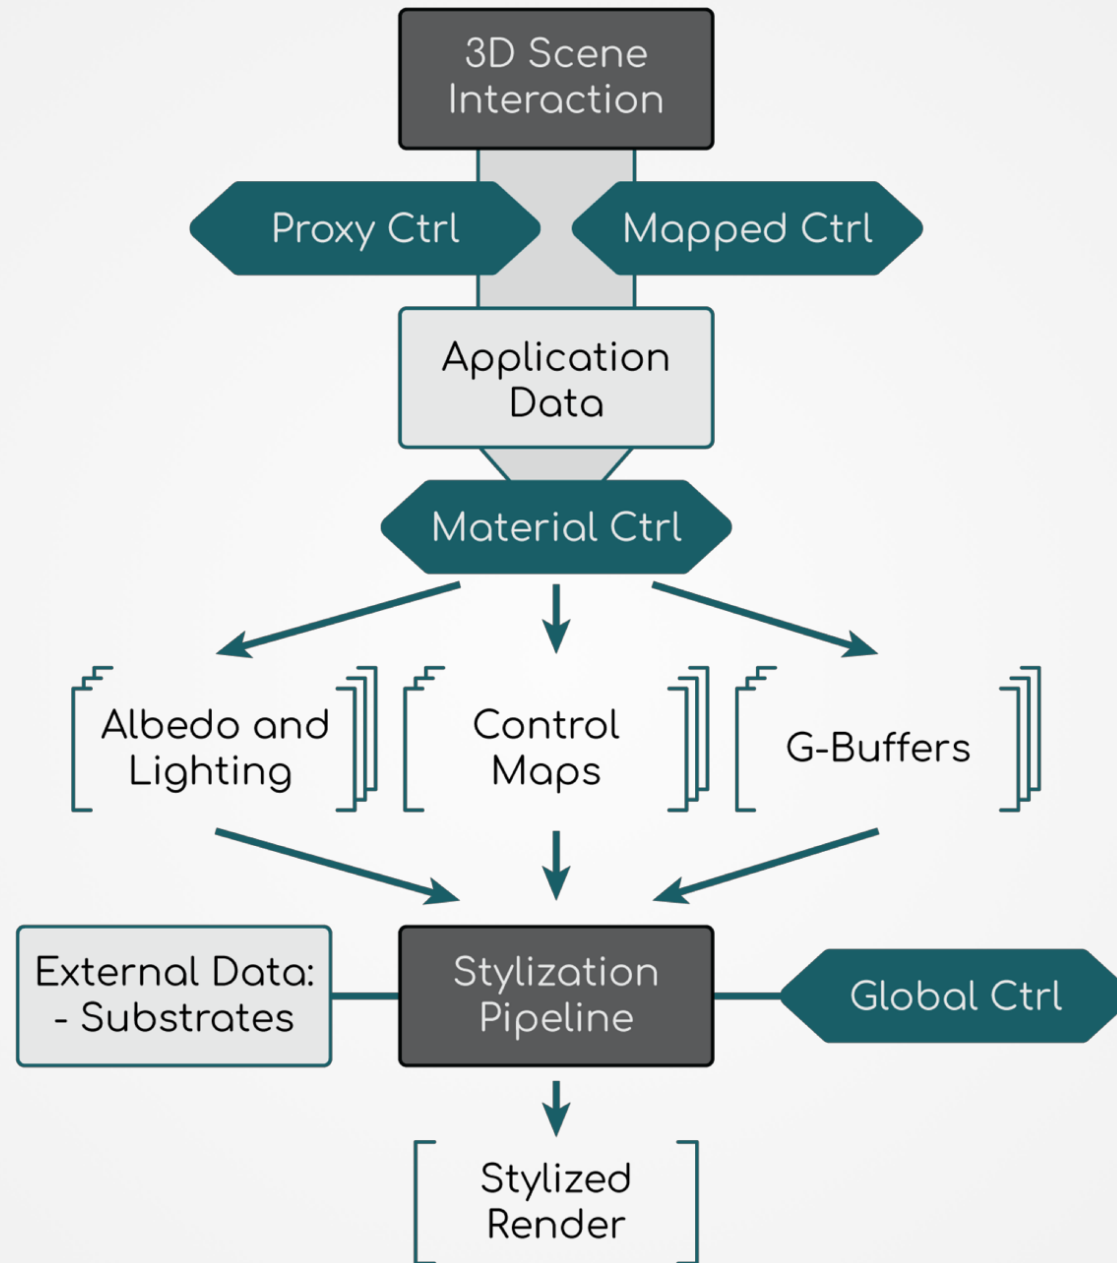 3D Scene
Interaction
Proxy Ctrl
Mapped Ctrl
Application
Data
Material Ctrl
Albedo and
Lighting
Control
Maps
G-Buffers
External Data:
- Substrates
Stylization
Pipeline
Global Ctrl
Stylized
Render